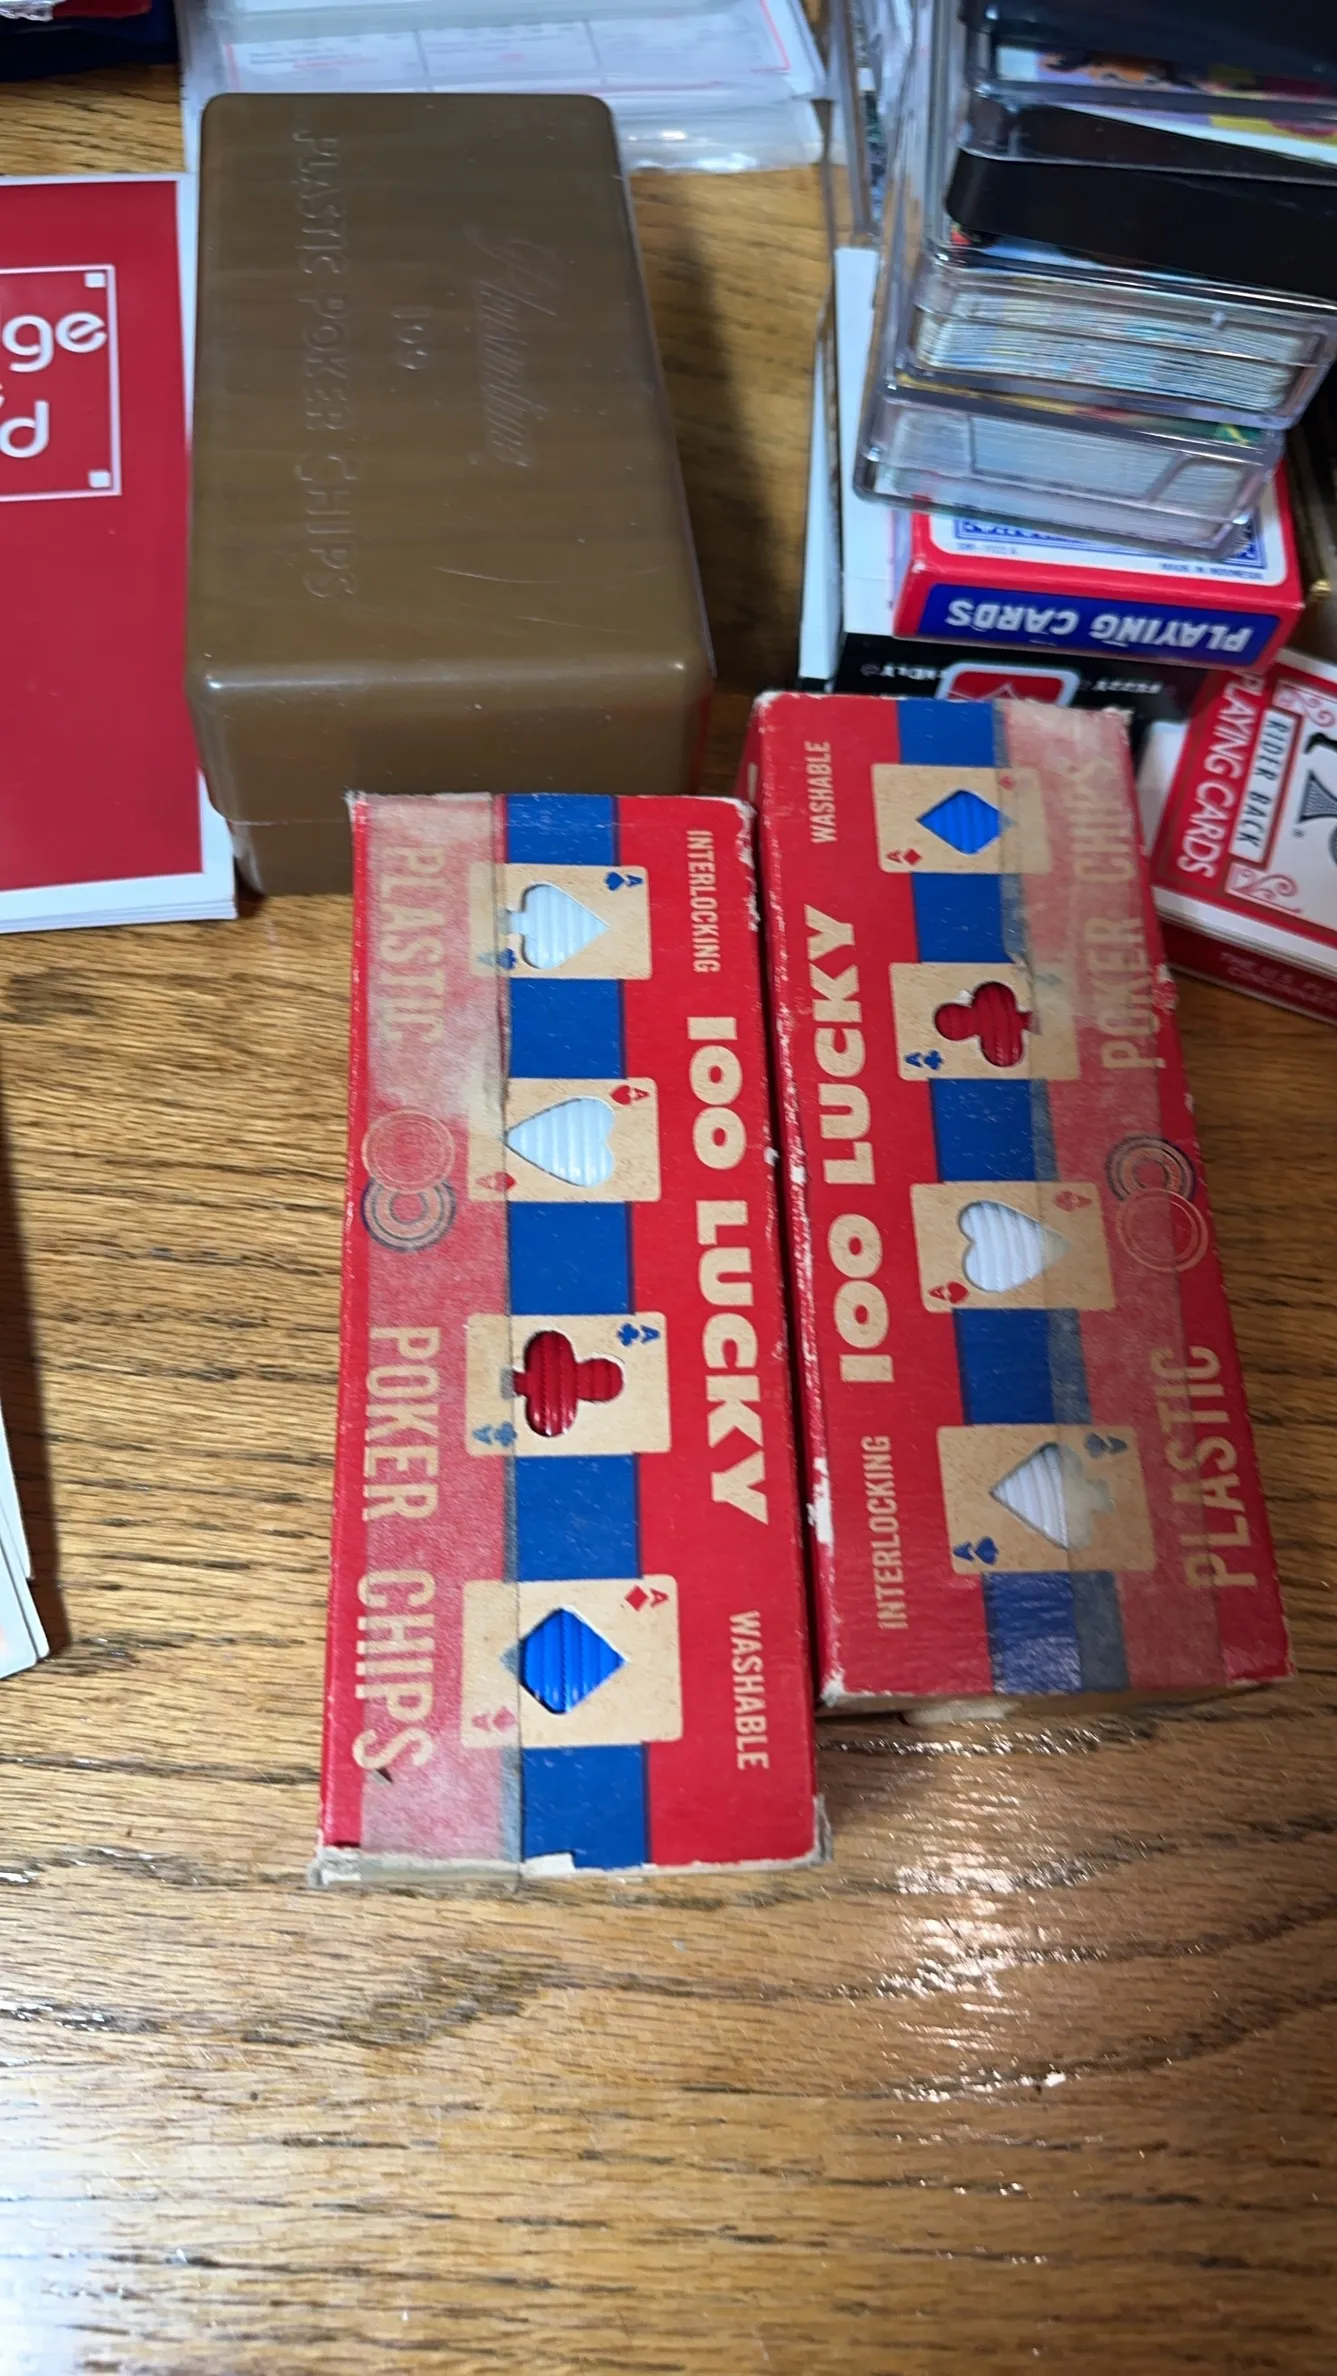 ge
d
PLASTIC POKER CHIPS
100
PLAYING CARDS
PLAYING CARDS
RIDER BACK
INTERLOCKING
100 LUCKY
WASHABLE
PLASTIC
POKER CHIPS
A
A
A
A
A
A
A
A
WASHABLE
100 LUCKY
INTERLOCKING
POKER CHIPS
PLASTIC
A
A
A
A
A
A